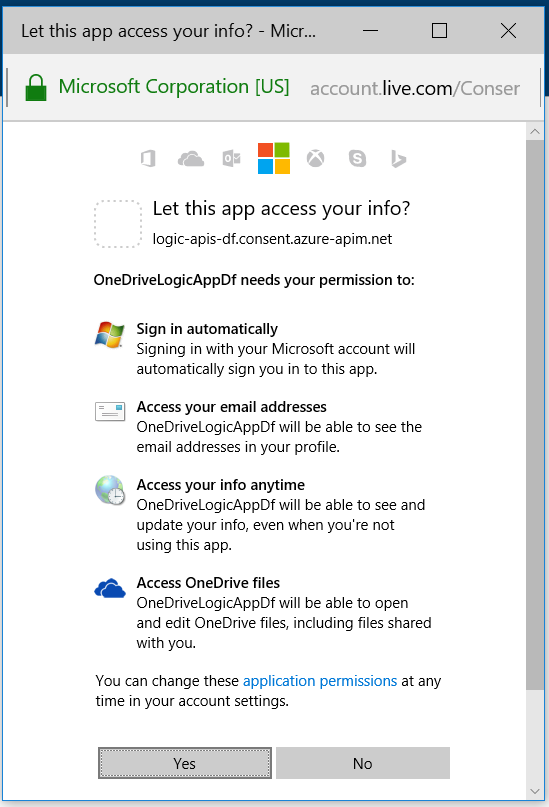 Let this app access your info? - Micr...
Microsoft Corporation [US]
account.live.com/Conser
Let this app access your info?
logic-apis-df.consent.azure-apim.net
OneDriveLogicAppDf needs your permission to:
Sign in automatically
Signing in with your Microsoft account will
automatically sign you in to this app.
Access your email addresses
OneDriveLogicAppDf will be able to see the
email addresses in your profile.
Access your info anytime
OneDriveLogicAppDf will be able to see and
update your info, even when you're not
using this app.
Access OneDrive files
OneDriveLogicAppDf will be able to open
and edit OneDrive files, including files shared
with you.
You can change these application permissions at any
time in your account settings.
Yes
No